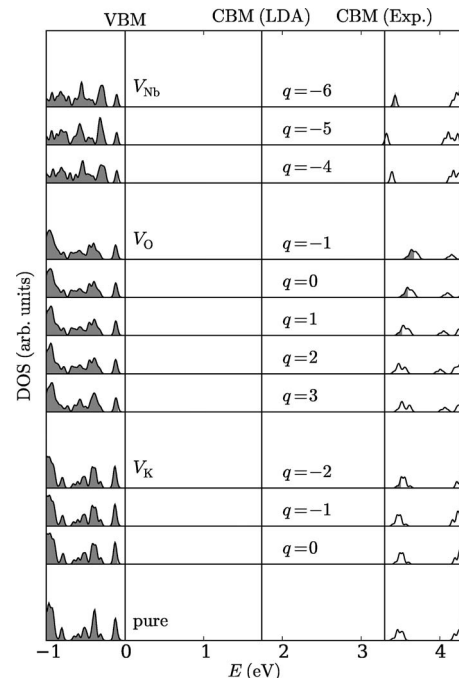 VBM CBM (LDA) CBM (Exp.)
V_Nb q=−6
q=−5
q=−4
V_O q=−1
q=0
q=1
q=2
q=3
V_K q=−2
q=−1
q=0
pure
DOS (arb. units)
−1 0 1 2 3 4
E (eV)